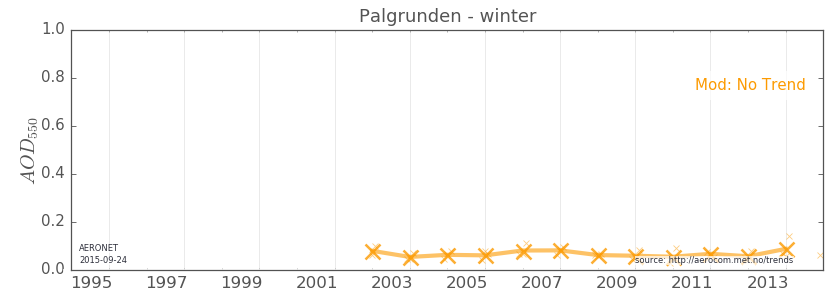 Palgrunden - winter
1.0
0.8
Mod: No Trend
0.6
AOD550
0.4
0.2
AERONET
2015-09-24
source: http://aerocom.met.no/trends
0.0
1995 1997 1999 2001 2003 2005 2007 2009 2011 2013